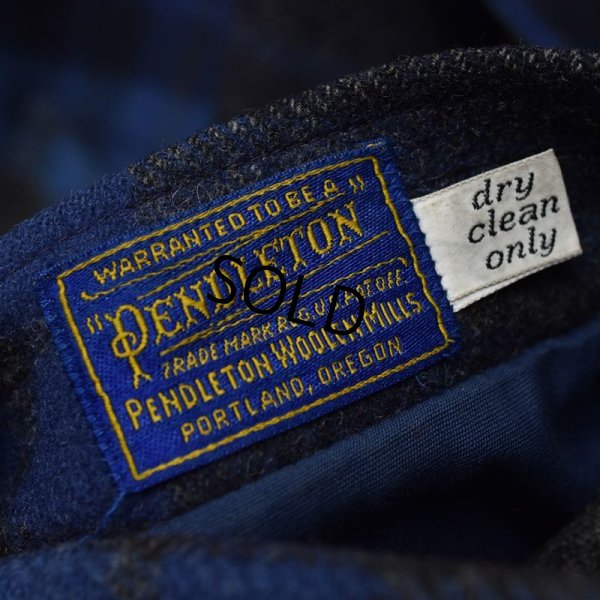 WARRANTED TO BE A"
"PENDLETON
TRADE MARK REG. U.S. PAT. OFF.
PENDLETON WOOLEN MILLS
PORTLAND, OREGON
dry
clean
only
SOLD